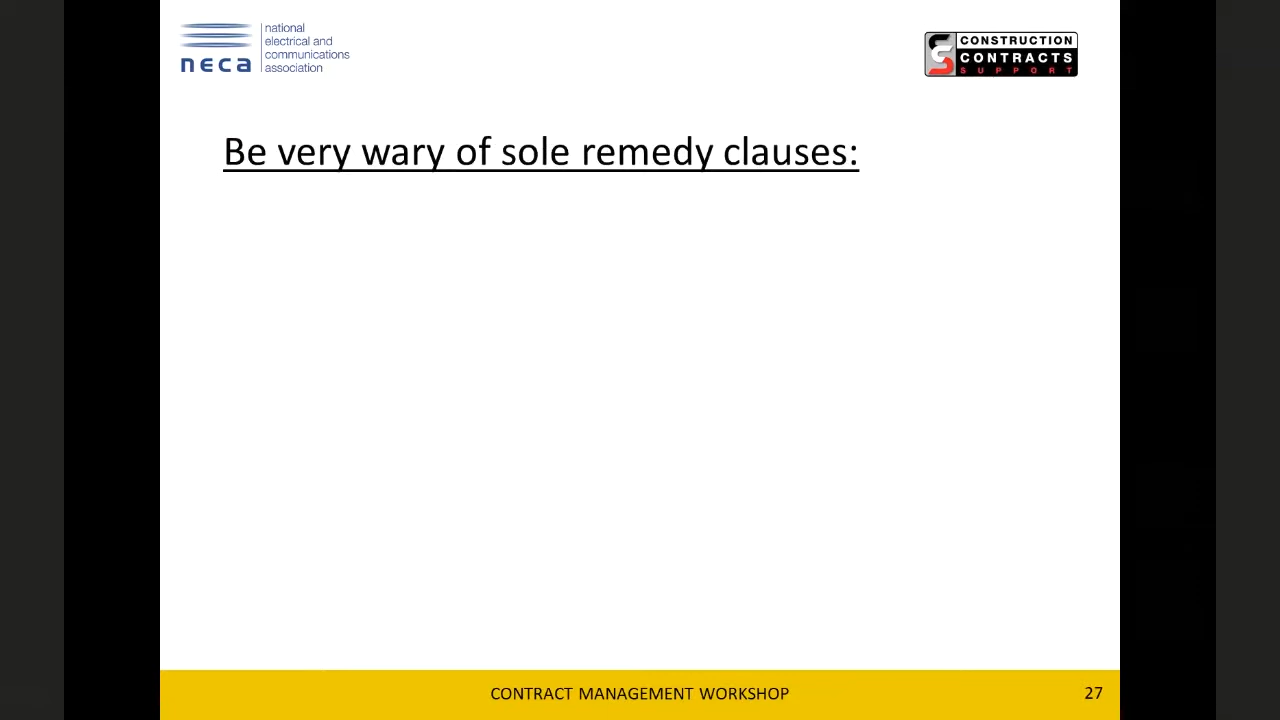 national
electrical and
communications
association
neca
CONSTRUCTION
CONTRACTS
SUPPORT
Be very wary of sole remedy clauses:
CONTRACT MANAGEMENT WORKSHOP
27